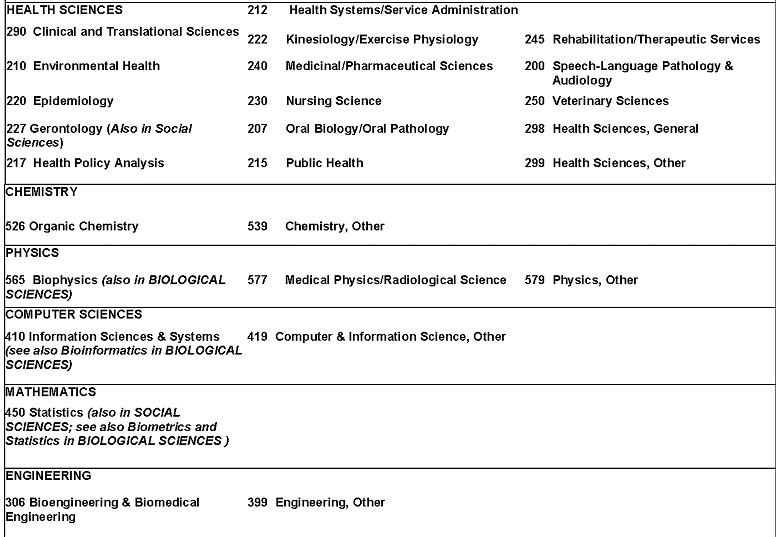 HEALTH SCIENCES 212 Health Systems/Service Administration
290 Clinical and Translational Sciences 222 Kinesiology/Exercise Physiology 245 Rehabilitation/Therapeutic Services
210 Environmental Health 240 Medicinal/Pharmaceutical Sciences 200 Speech-Language Pathology &
Audiology
220 Epidemiology 230 Nursing Science 250 Veterinary Sciences
227 Gerontology (Also in Social 207 Oral Biology/Oral Pathology 298 Health Sciences, General
Sciences)
217 Health Policy Analysis 215 Public Health 299 Health Sciences, Other
CHEMISTRY
526 Organic Chemistry 539 Chemistry, Other
PHYSICS
565 Biophysics (also in BIOLOGICAL 577 Medical Physics/Radiological Science 579 Physics, Other
SCIENCES)
COMPUTER SCIENCES
410 Information Sciences & Systems 419 Computer & Information Science, Other
(see also Bioinformatics in BIOLOGICAL
SCIENCES)
MATHEMATICS
450 Statistics (also in SOCIAL
SCIENCES; see also Biometrics and
Statistics in BIOLOGICAL SCIENCES )
ENGINEERING
306 Bioengineering & Biomedical 399 Engineering, Other
Engineering